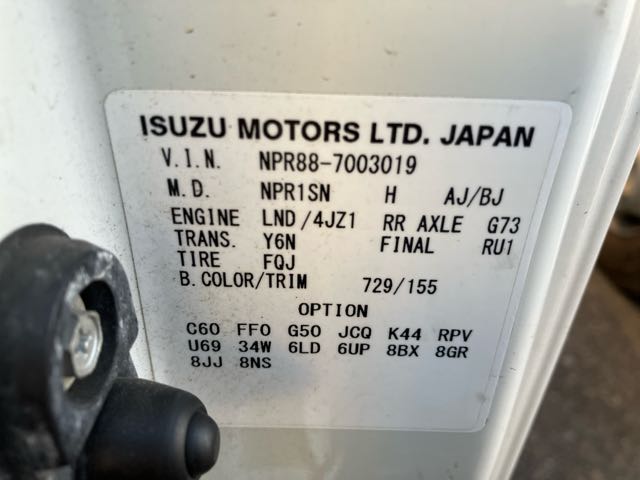 ISUZU MOTORS LTD. JAPAN
V.I.N. NPR88-7003019
M.D. NPR1SN H AJ/BJ
ENGINE LND/4JZ1 RR AXLE G73
TRANS. Y6N FINAL RU1
TIRE FQJ
B.COLOR/TRIM 729/155
OPTION
C60 FF0 G50 JCQ K44 RPV
U69 34W 6LD 6UP 8BX 8GR
8JJ 8NS